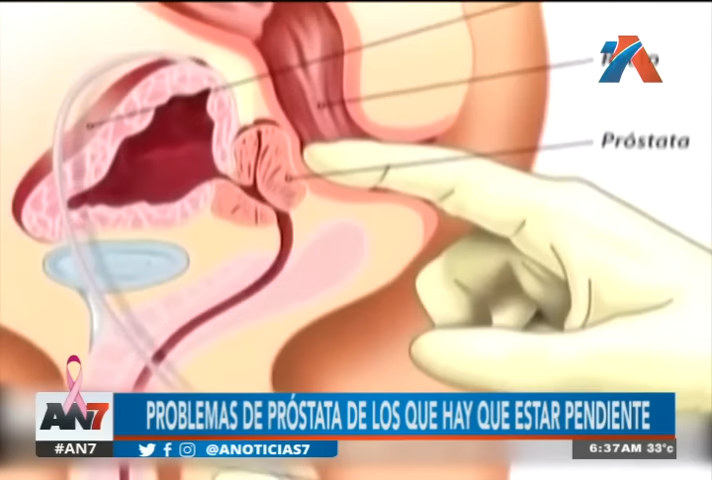 Próstata
AN7
PROBLEMAS DE PRÓSTATA DE LOS QUE HAY QUE ESTAR PENDIENTE
#AN7
@ANOTICIAS7
6:37AM 33°c